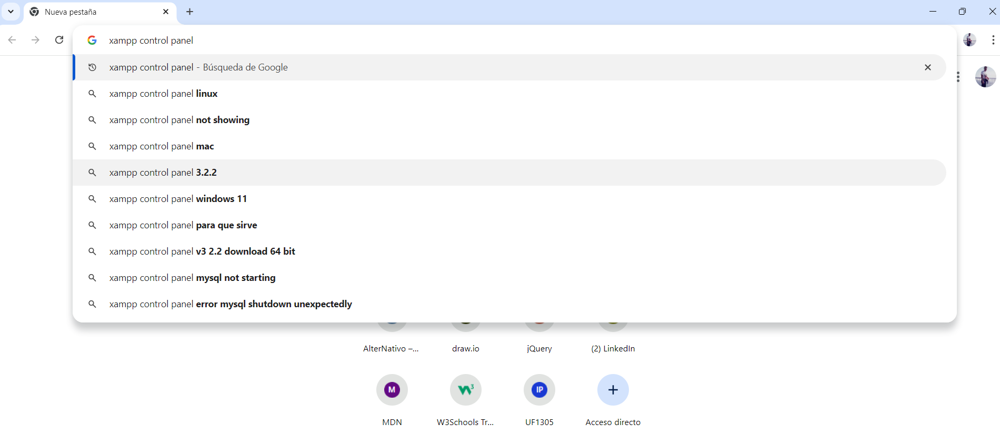 Nueva pestaña
xampp control panel
xampp control panel - Búsqueda de Google
xampp control panel linux
xampp control panel not showing
xampp control panel mac
xampp control panel 3.2.2
xampp control panel windows 11
xampp control panel para que sirve
xampp control panel v3 2.2 download 64 bit
xampp control panel mysql not starting
xampp control panel error mysql shutdown unexpectedly
AlterNativo –...
draw.io
jQuery
(2) LinkedIn
M
W3
IP
MDN
W3Schools Tr...
UF1305
Acceso directo